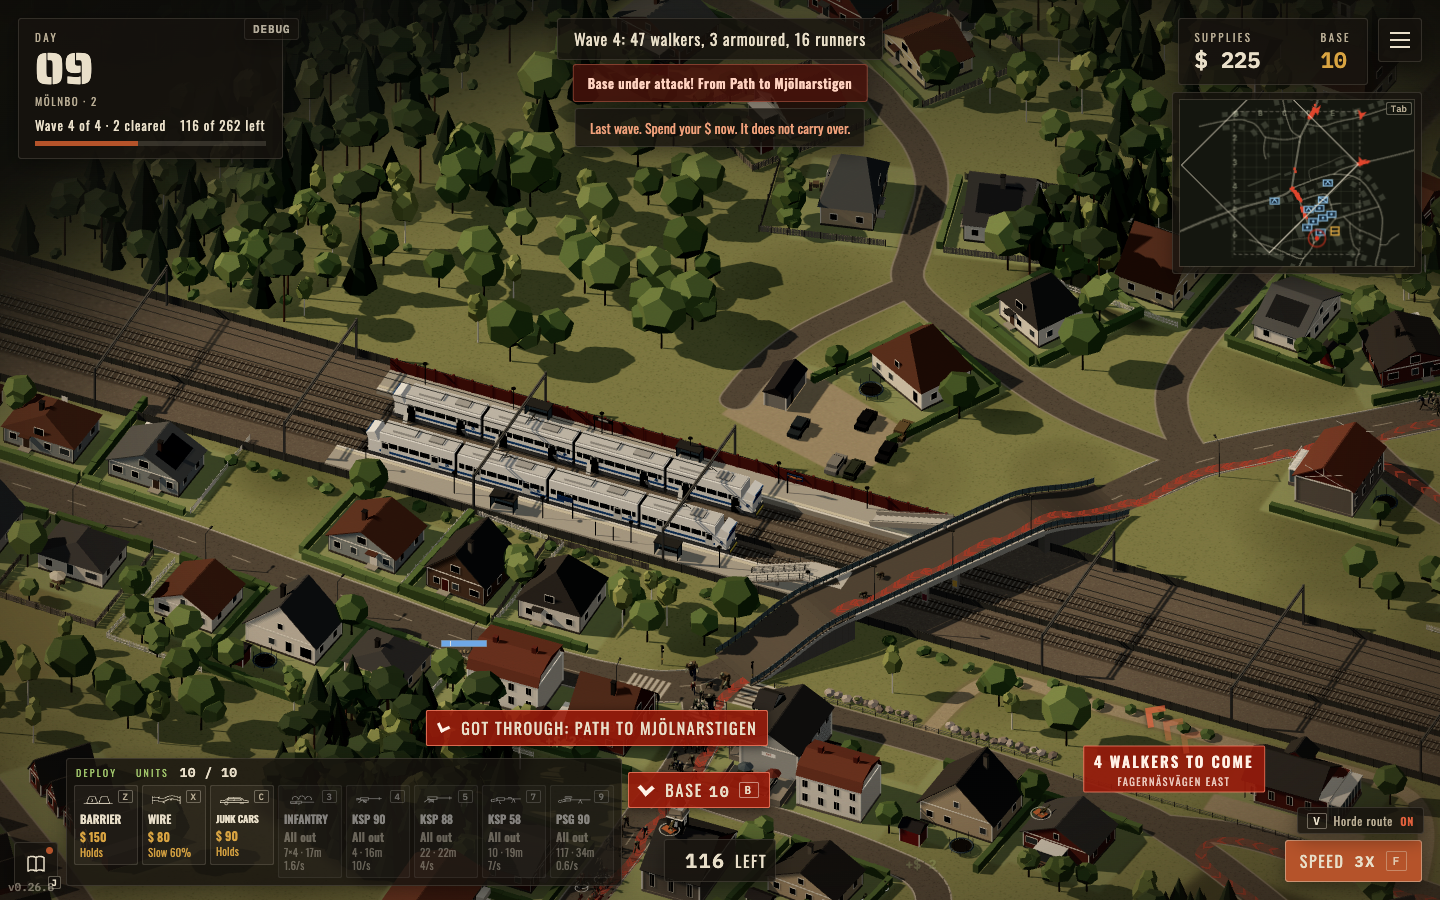 DEBUG
DAY
09
MÖLNBO · 2
Wave 4 of 4 · 2 cleared 116 of 262 left
Wave 4: 47 walkers, 3 armoured, 16 runners
Base under attack! From Path to Mjölnarstigen
Last wave. Spend your $ now. It does not carry over.
SUPPLIES BASE
$ 225 10
Tab
GOT THROUGH: PATH TO MJÖLNARSTIGEN
BASE 10 B
116 LEFT
4 WALKERS TO COME
FAGERNÄSVÄGEN EAST
V Horde route ON
SPEED 3X F
DEPLOY UNITS 10 / 10
Z X C 3 4 5 7 9
BARRIER WIRE JUNK CARS INFANTRY KSP 90 KSP 88 KSP 58 PSG 90
$ 150 $ 80 $ 90 All out All out All out All out All out
Holds Slow 60% Holds 7×4 · 17m 4 · 16m 22 · 22m 10 · 19m 117 · 34m
1.6/s 10/s 4/s 7/s 0.6/s
J